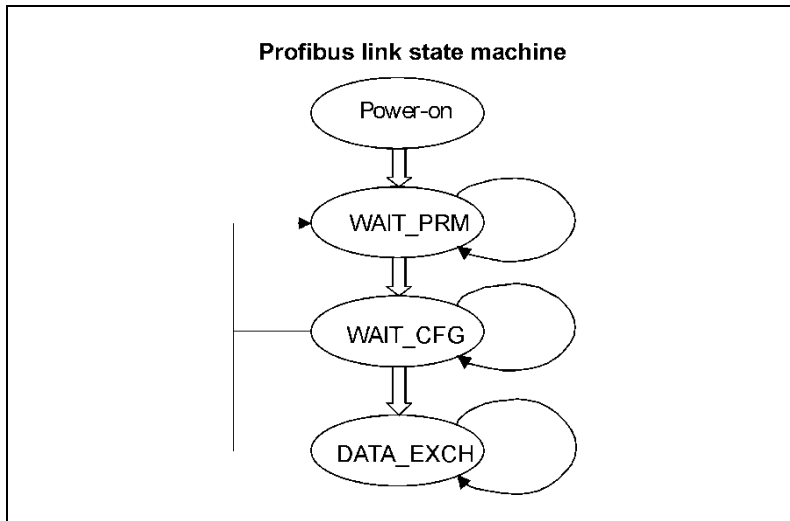 Profibus link state machine
Power-on
WAIT_PRM
WAIT_CFG
DATA_EXCH